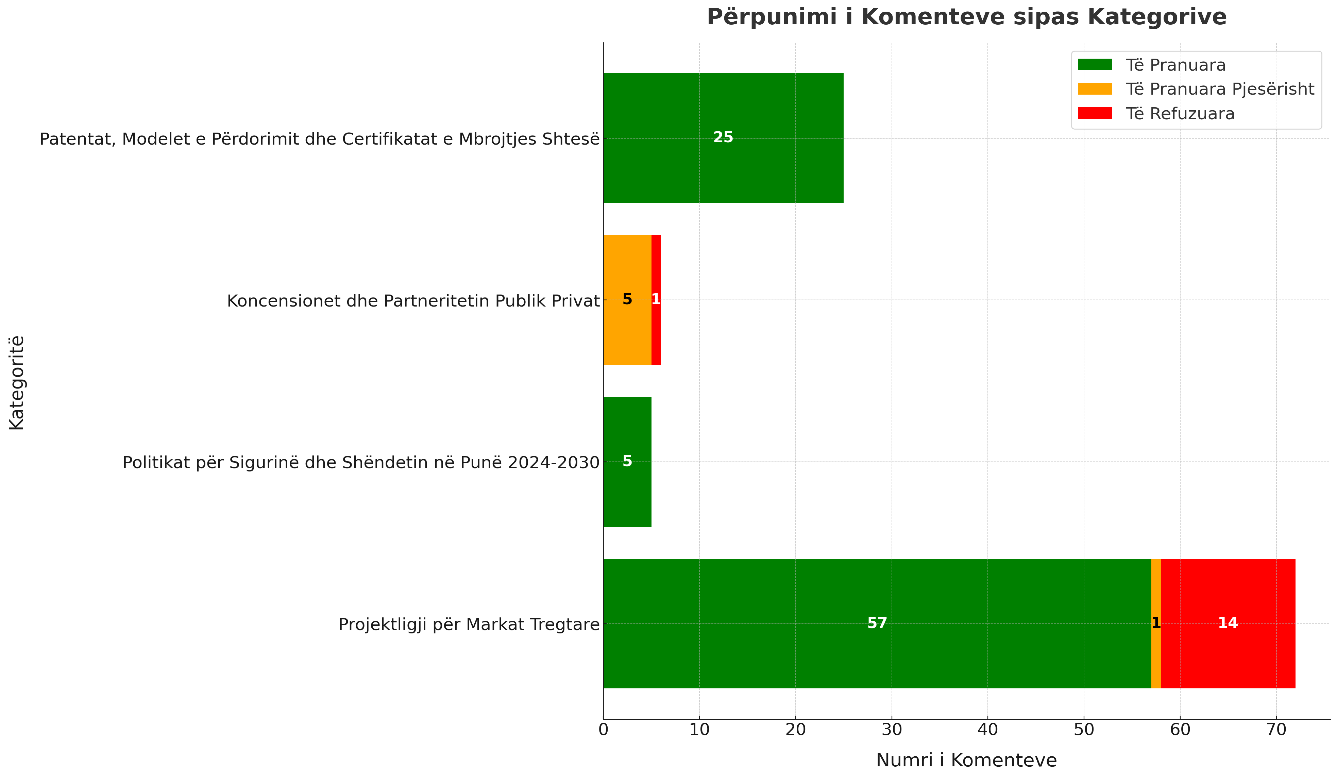 Përpunimi i Komenteve sipas Kategorive
Të Pranuara
Të Pranuara Pjesërisht
Të Refuzuara
Patentat, Modelet e Përdorimit dhe Certifikatat e Mbrojtjes Shtesë
25
Koncensionet dhe Partneritetin Publik Privat
5
1
Politikat për Sigurinë dhe Shëndetin në Punë 2024-2030
5
Projektligji për Markat Tregtare
57
1
14
Kategoritë
0 10 20 30 40 50 60 70
Numri i Komenteve